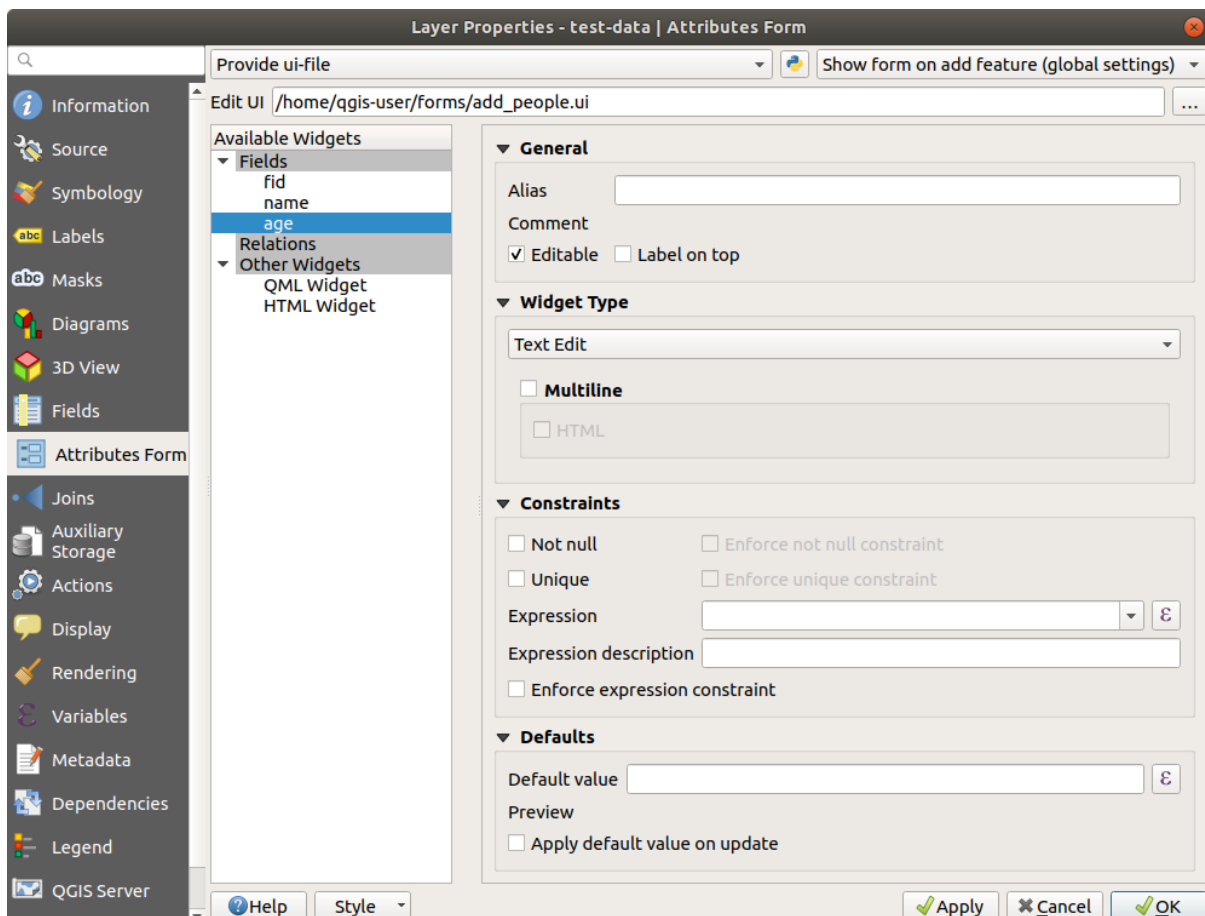 Layer Properties - test-data | Attributes Form
Provide ui-file
Show form on add feature (global settings)
Edit UI /home/qgis-user/forms/add_people.ui
...
Information
Source
Symbology
abc Labels
abc Masks
Diagrams
3D View
Fields
Attributes Form
Joins
Auxiliary
Storage
Actions
Display
Rendering
Variables
Metadata
Dependencies
Legend
QGIS Server
Available Widgets
Fields
fid
name
age
Relations
Other Widgets
QML Widget
HTML Widget
General
Alias
Comment
Editable Label on top
Widget Type
Text Edit
Multiline
HTML
Constraints
Not null Enforce not null constraint
Unique Enforce unique constraint
Expression ε
Expression description
Enforce expression constraint
Defaults
Default value ε
Preview
Apply default value on update
Help Style Apply Cancel OK